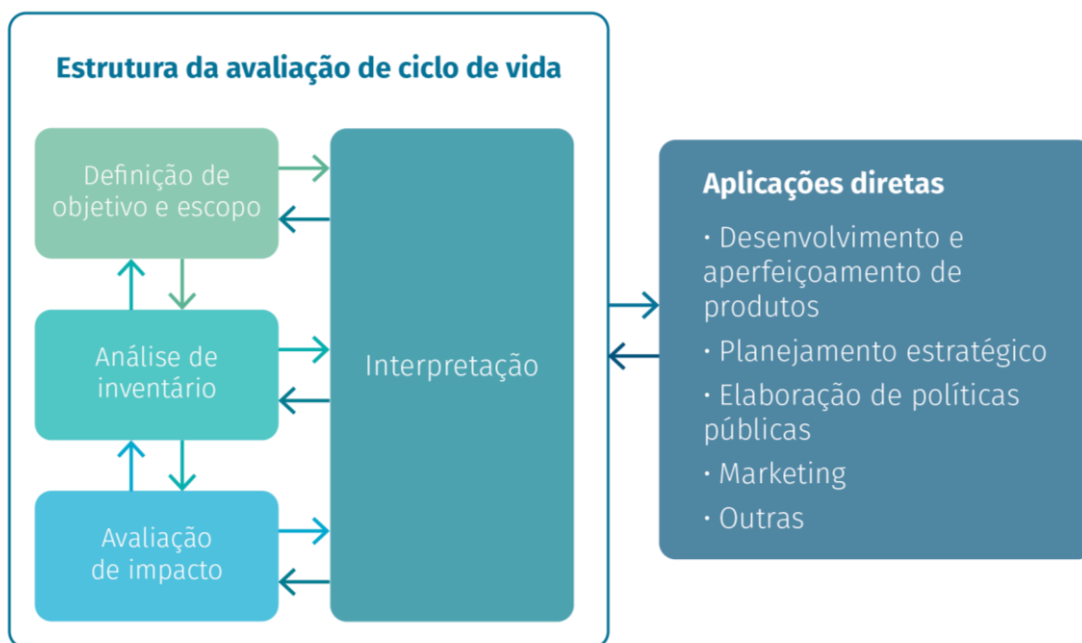 Estrutura da avaliação de ciclo de vida
Definição de
objetivo e escopo
Análise de
inventário
Avaliação
de impacto
Interpretação
Aplicações diretas
· Desenvolvimento e
aperfeiçoamento de
produtos
· Planejamento estratégico
· Elaboração de políticas
públicas
· Marketing
· Outras